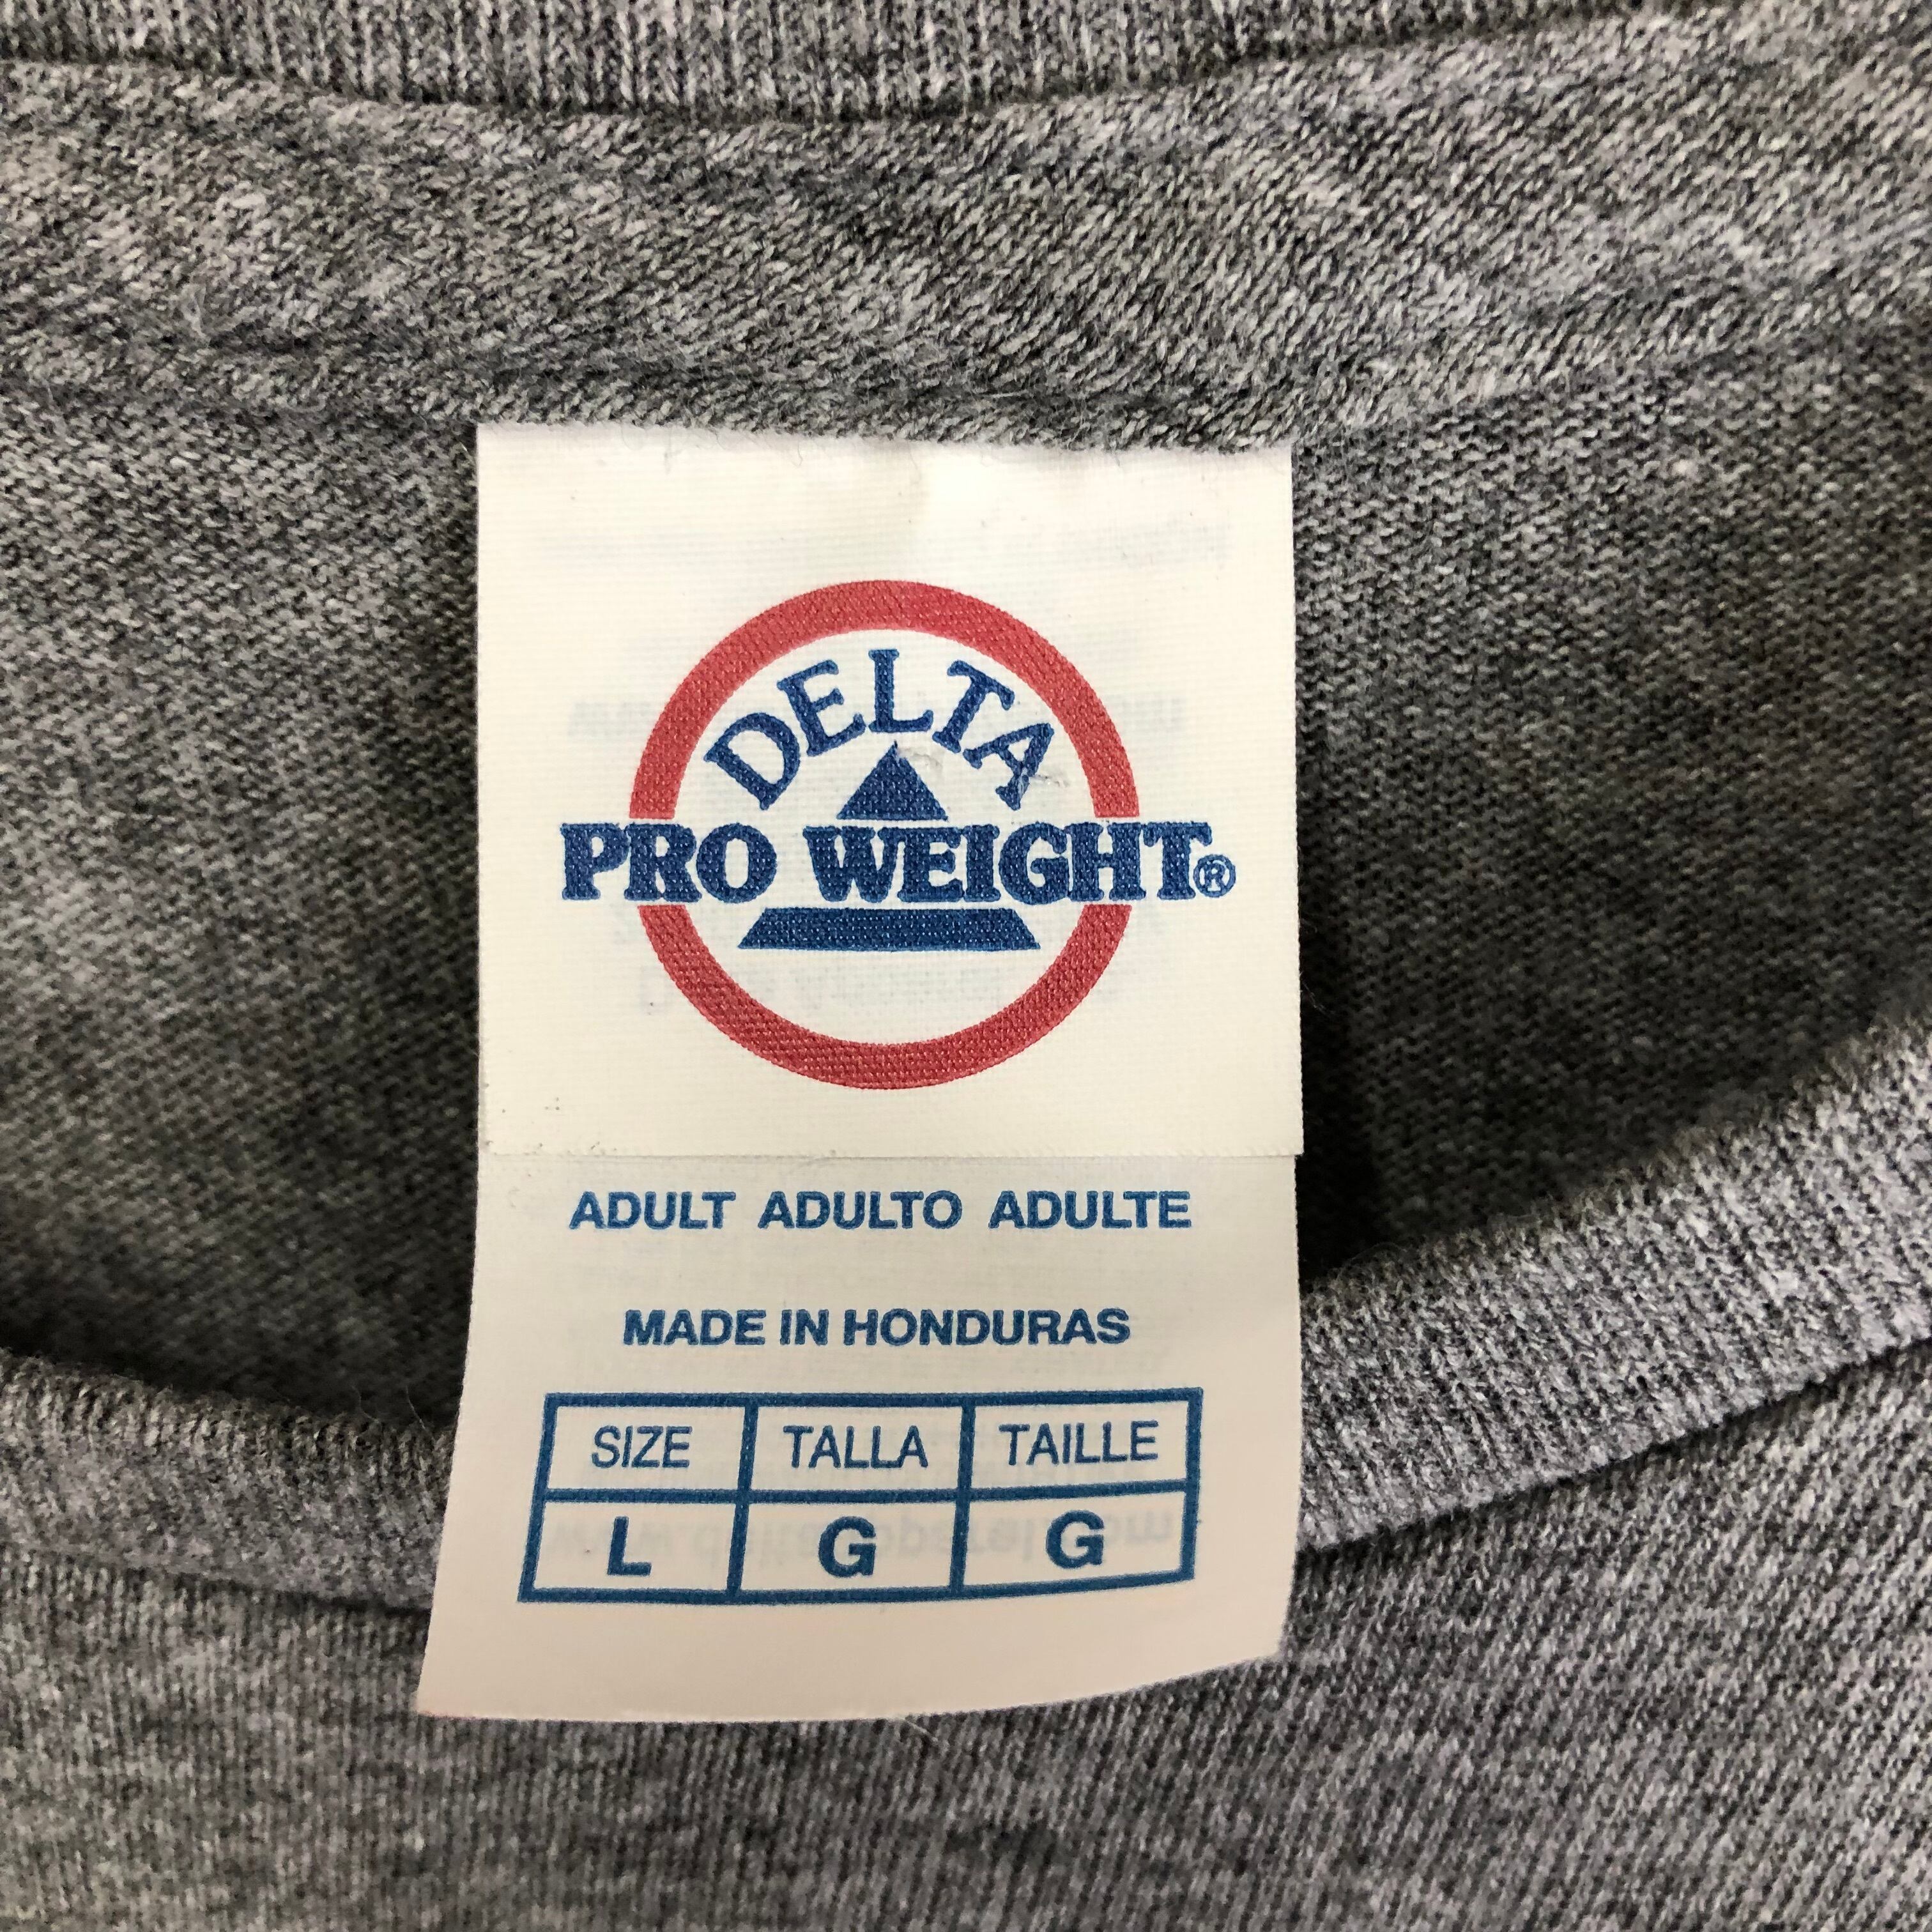 DELTA
PRO WEIGHT®
ADULT ADULTO ADULTE
MADE IN HONDURAS
SIZE TALLA TAILLE
L G G